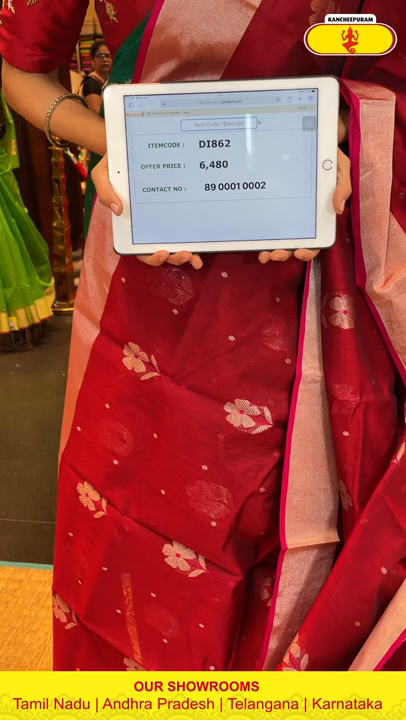 KANCHEEPURAM
Item Code / Barcode
ITEMCODE : DI862
OFFER PRICE : 6,480
CONTACT NO : 89 0001 0002
OUR SHOWROOMS
Tamil Nadu | Andhra Pradesh | Telangana | Karnataka